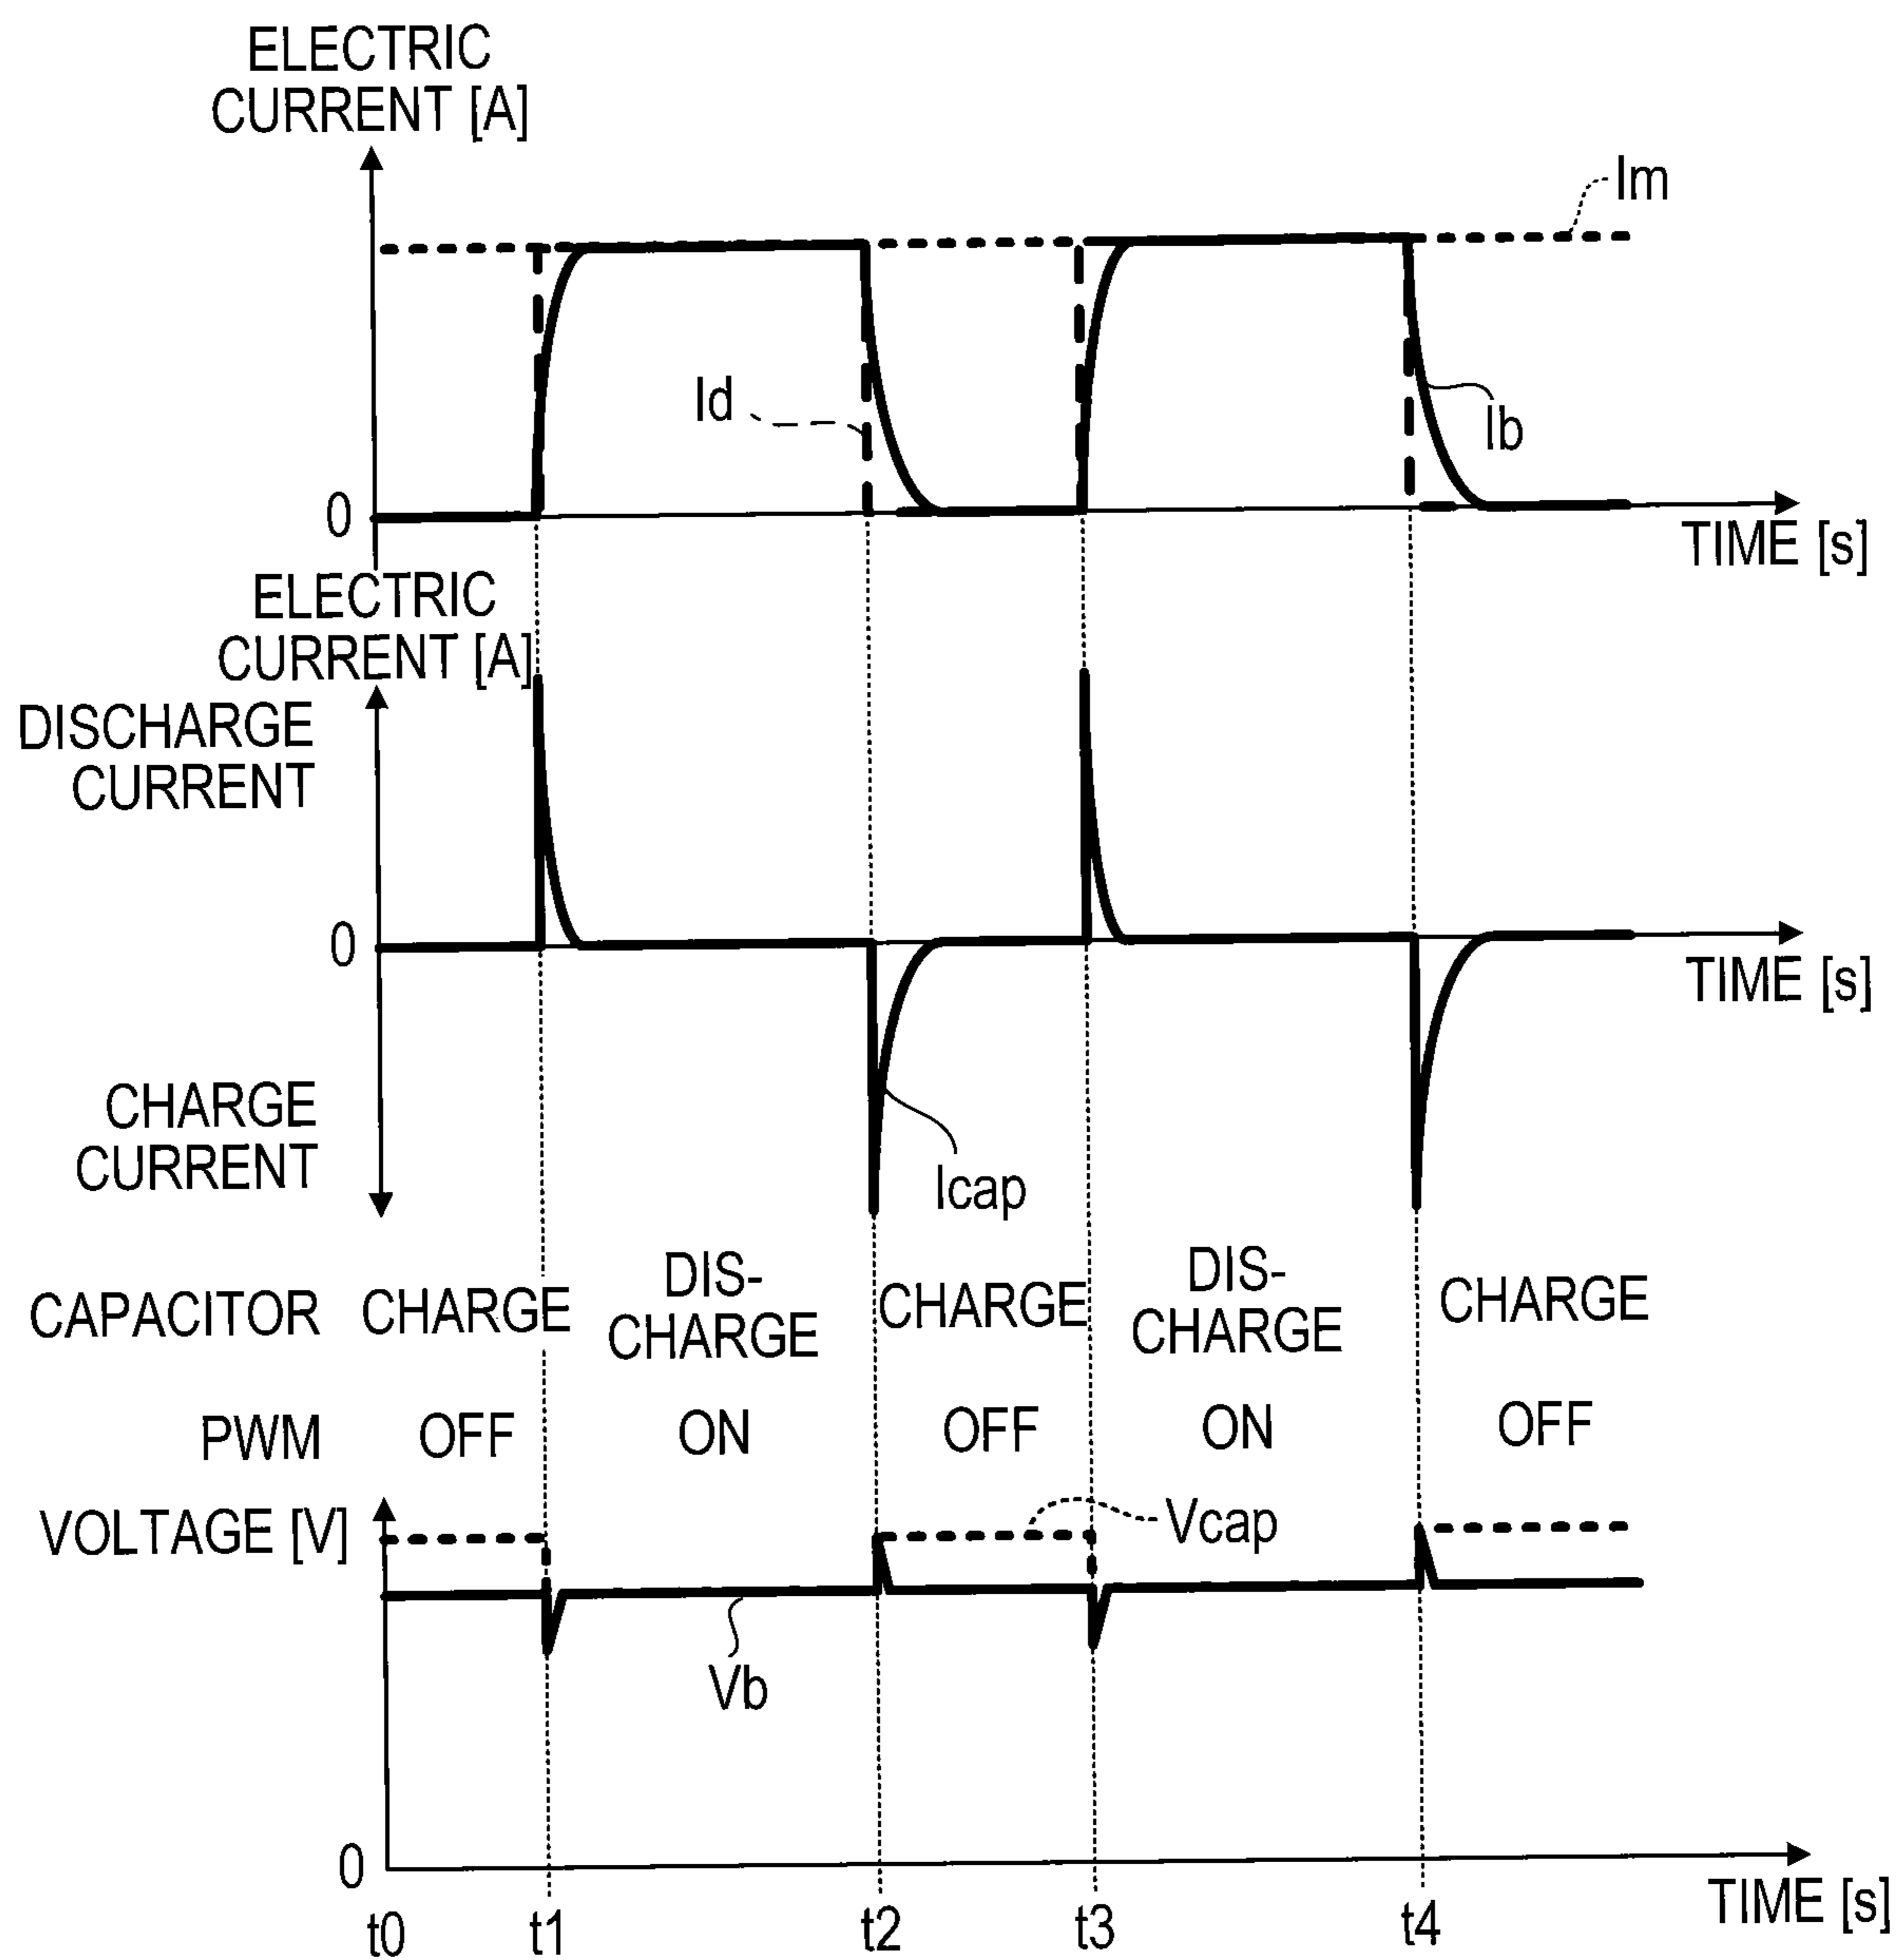 ELECTRIC
CURRENT [A]
Im
Id
Ib
0
TIME [s]
ELECTRIC
CURRENT [A]
DISCHARGE
CURRENT
0
TIME [s]
CHARGE
CURRENT
Icap
CAPACITOR CHARGE DIS-
CHARGE CHARGE DIS-
CHARGE CHARGE
PWM OFF ON OFF ON OFF
VOLTAGE [V]
Vcap
Vb
0
TIME [s]
t0 t1 t2 t3 t4